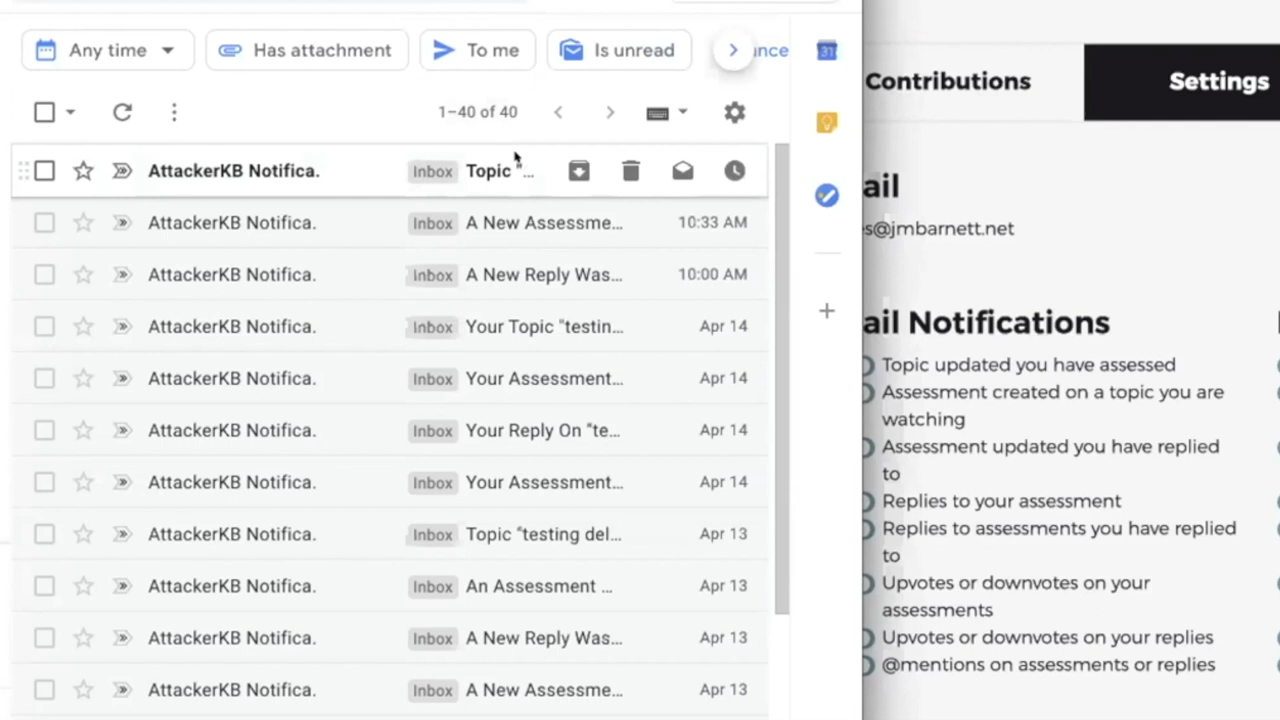 Any time Has attachment To me Is unread nce 31
1–40 of 40
AttackerKB Notifica. Inbox Topic "...
AttackerKB Notifica. Inbox A New Assessme... 10:33 AM
AttackerKB Notifica. Inbox A New Reply Was... 10:00 AM
AttackerKB Notifica. Inbox Your Topic "testin... Apr 14
AttackerKB Notifica. Inbox Your Assessment... Apr 14
AttackerKB Notifica. Inbox Your Reply On "te... Apr 14
AttackerKB Notifica. Inbox Your Assessment... Apr 14
AttackerKB Notifica. Inbox Topic "testing del... Apr 13
AttackerKB Notifica. Inbox An Assessment ... Apr 13
AttackerKB Notifica. Inbox A New Reply Was... Apr 13
AttackerKB Notifica. Inbox A New Assessme... Apr 13
Contributions Settings
ail
s@jmbarnett.net
ail Notifications
Topic updated you have assessed
Assessment created on a topic you are
watching
Assessment updated you have replied
to
Replies to your assessment
Replies to assessments you have replied
to
Upvotes or downvotes on your
assessments
Upvotes or downvotes on your replies
@mentions on assessments or replies